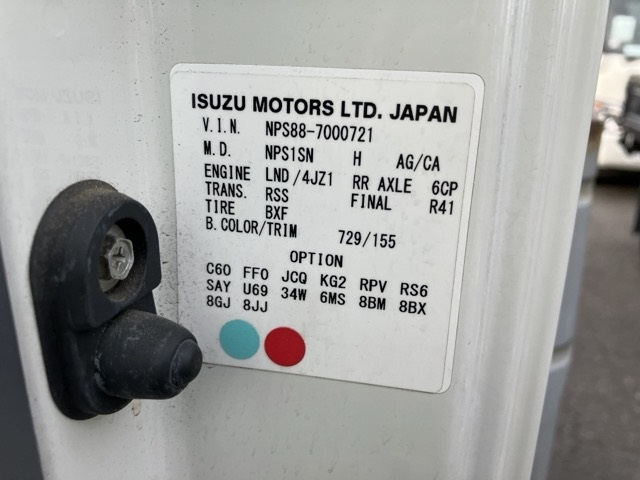 ISUZU MOTORS LTD. JAPAN
V.I.N. NPS88-7000721
M.D. NPS1SN H AG/CA
ENGINE LND/4JZ1 RR AXLE 6CP
TRANS. RSS FINAL R41
TIRE BXF
B.COLOR/TRIM 729/155
OPTION
C60 FF0 JCQ KG2 RPV RS6
SAY U69 34W 6MS 8BM 8BX
8GJ 8JJ